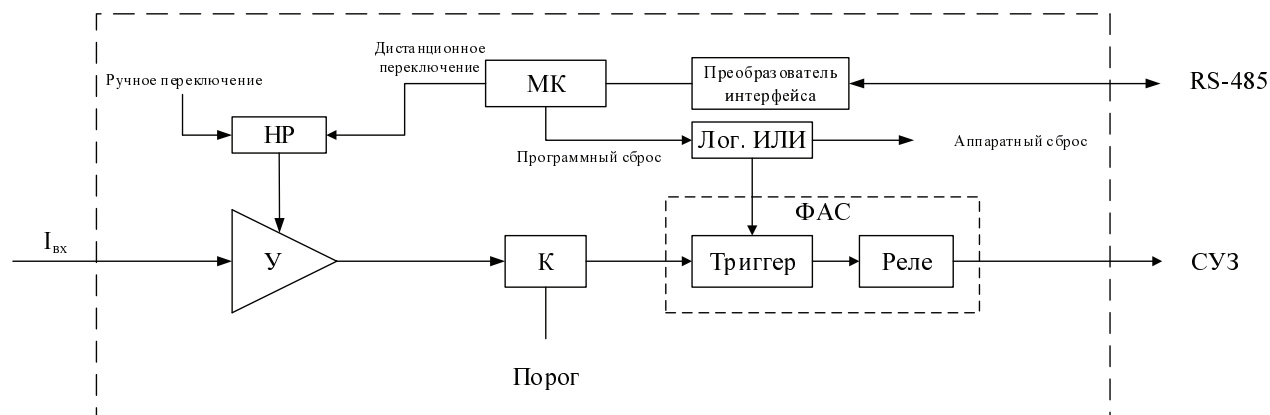 Дистанционное
переключение
Ручное переключение
МК
Преобразователь
интерфейса
RS-485
НР
Лог. ИЛИ
Программный сброс
Аппаратный сброс
ФАС
Iвх
У
К
Триггер
Реле
СУЗ
Порог